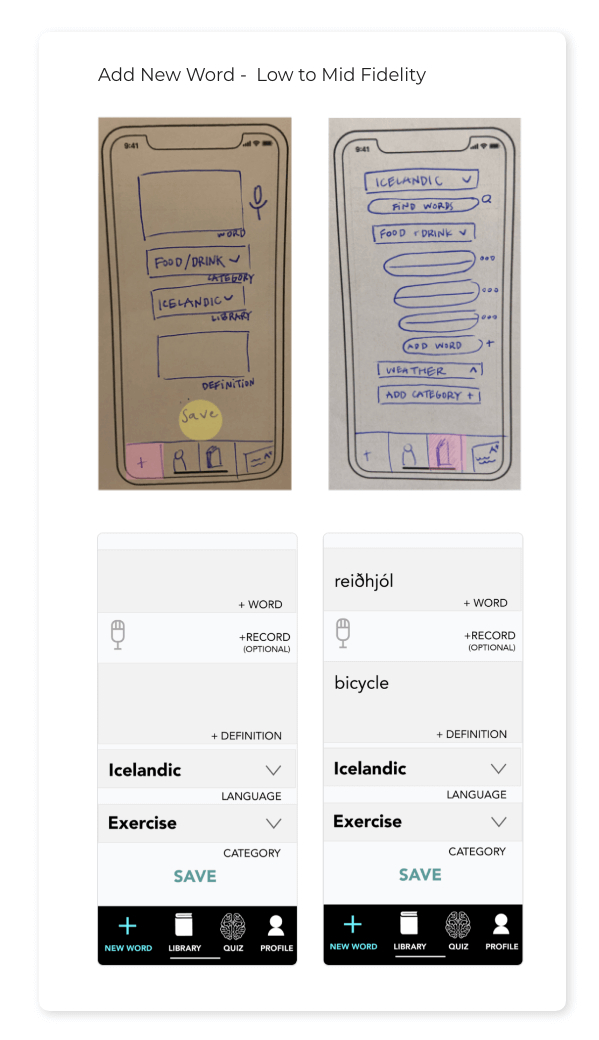 Add New Word - Low to Mid Fidelity
9:41
WORD
FOOD/DRINK
CATEGORY
ICELANDIC
LIBRARY
DEFINITION
Save
+
A+
9:41
ICELANDIC
FIND WORDS
FOOD + DRINK
ADD WORD +
WEATHER
ADD CATEGORY +
+
A+
+ WORD
+RECORD
(OPTIONAL)
+ DEFINITION
Icelandic
LANGUAGE
Exercise
CATEGORY
SAVE
NEW WORD LIBRARY QUIZ PROFILE
reiðhjól
+ WORD
+RECORD
(OPTIONAL)
bicycle
+ DEFINITION
Icelandic
LANGUAGE
Exercise
CATEGORY
SAVE
NEW WORD LIBRARY QUIZ PROFILE